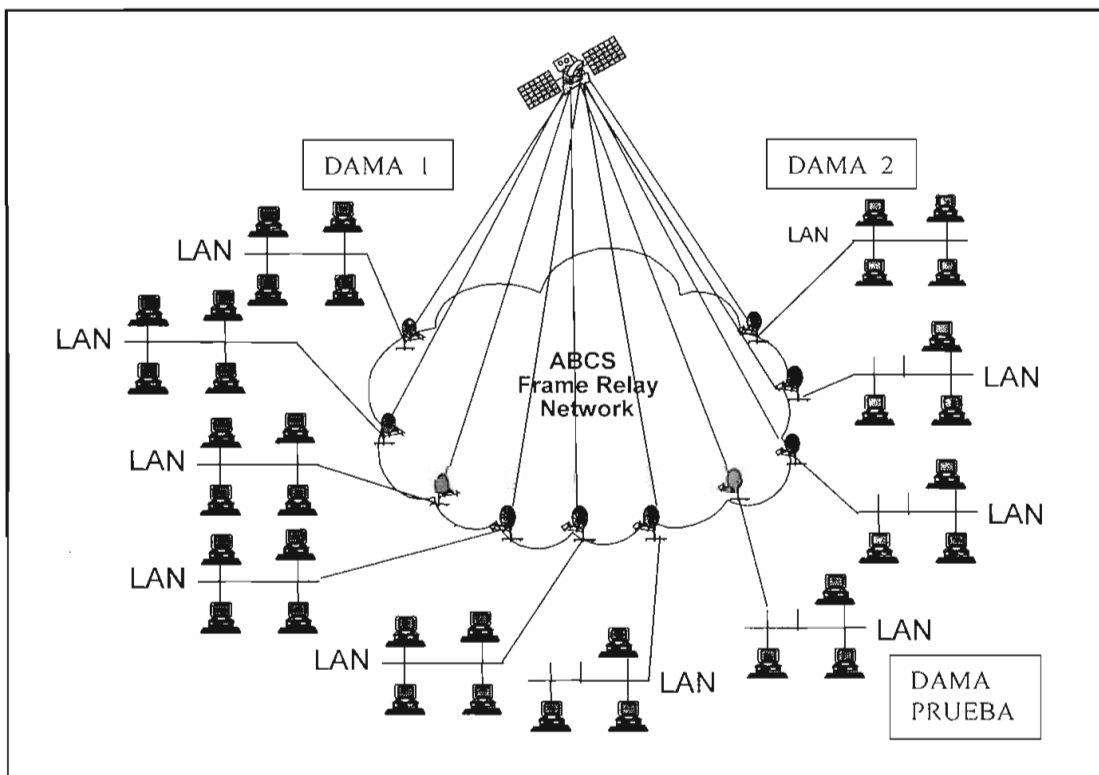 DAMA 1
DAMA 2
LAN
LAN
LAN
LAN
ABCS
Frame Relay
Network
LAN
LAN
LAN
LAN
LAN
LAN
LAN
DAMA
PRUEBA